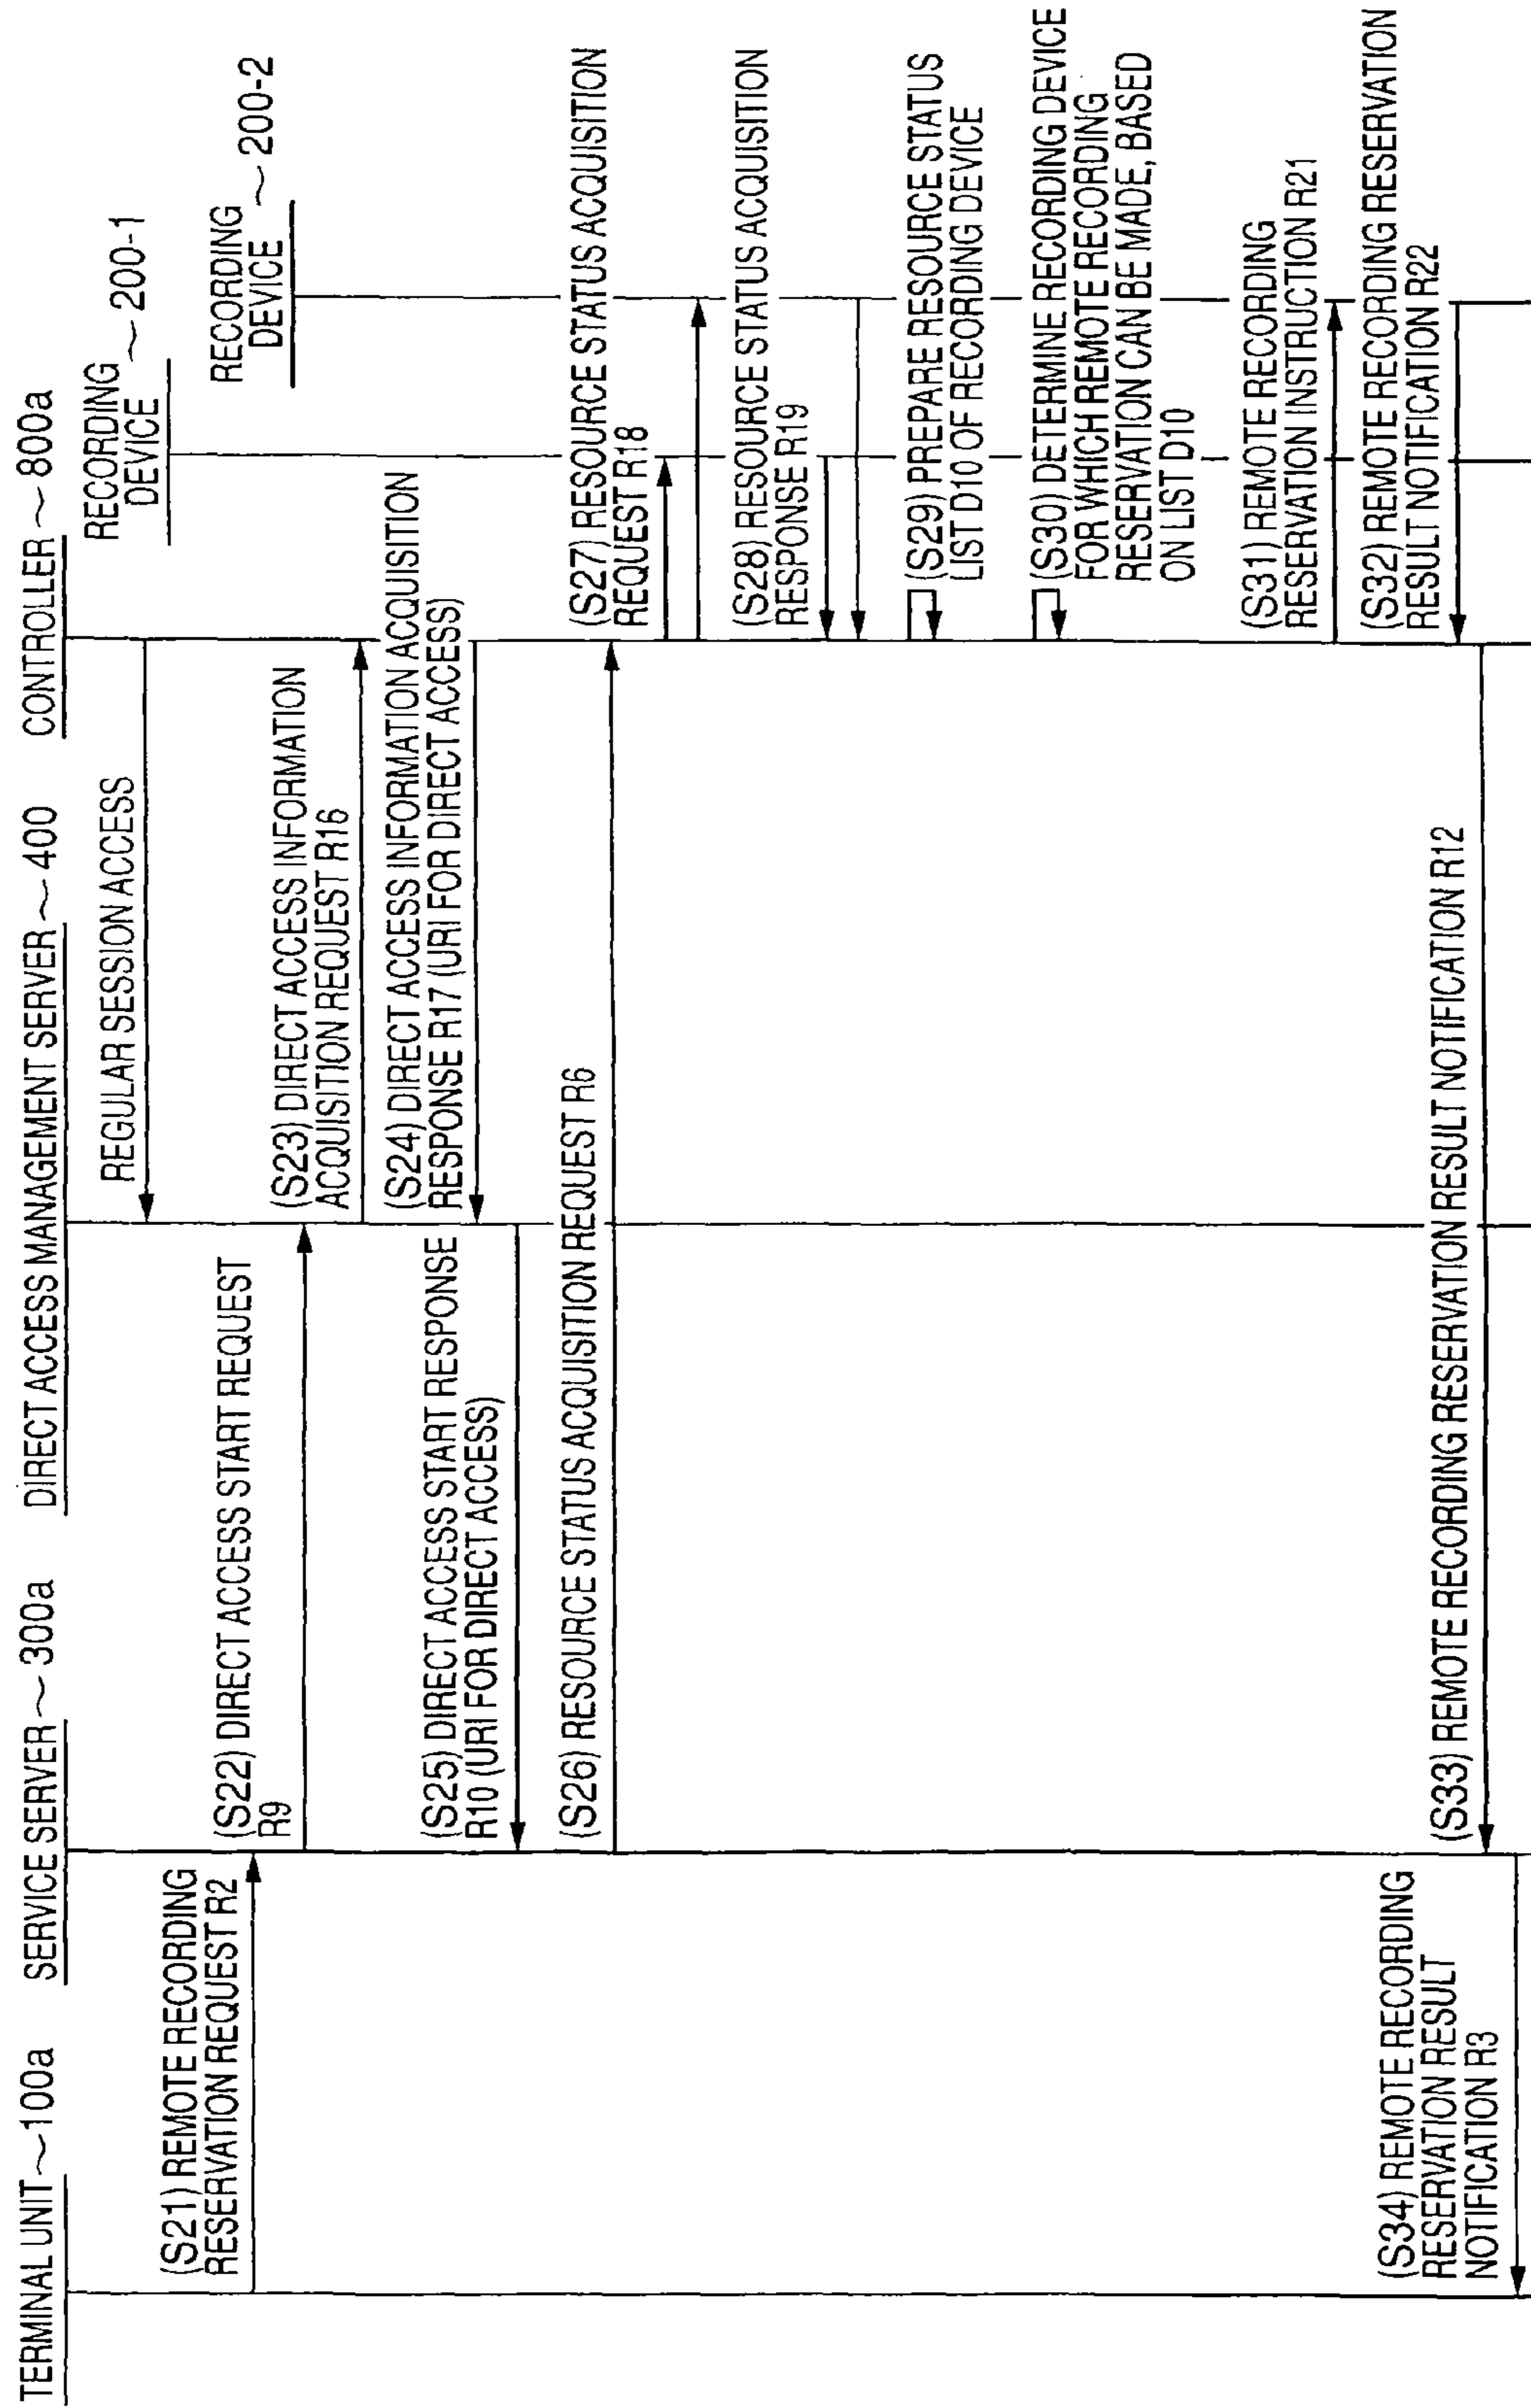 TERMINAL UNIT ~ 100a
SERVICE SERVER ~ 300a
DIRECT ACCESS MANAGEMENT SERVER ~ 400
CONTROLLER ~ 800a
RECORDING
DEVICE ~ 200-1
RECORDING
DEVICE ~ 200-2
REGULAR SESSION ACCESS
(S21) REMOTE RECORDING
RESERVATION REQUEST R2
(S22) DIRECT ACCESS START REQUEST
R9
(S23) DIRECT ACCESS INFORMATION
ACQUISITION REQUEST R16
(S24) DIRECT ACCESS INFORMATION ACQUISITION
RESPONSE R17 (URI FOR DIRECT ACCESS)
(S25) DIRECT ACCESS START RESPONSE
R10 (URI FOR DIRECT ACCESS)
(S26) RESOURCE STATUS ACQUISITION REQUEST R6
(S27) RESOURCE STATUS ACQUISITION
REQUEST R18
(S28) RESOURCE STATUS ACQUISITION
RESPONSE R19
(S29) PREPARE RESOURCE STATUS
LIST D10 OF RECORDING DEVICE
(S30) DETERMINE RECORDING DEVICE
FOR WHICH REMOTE RECORDING
RESERVATION CAN BE MADE, BASED
ON LIST D10
(S31) REMOTE RECORDING
RESERVATION INSTRUCTION R21
(S32) REMOTE RECORDING RESERVATION
RESULT NOTIFICATION R22
(S33) REMOTE RECORDING RESERVATION RESULT NOTIFICATION R12
(S34) REMOTE RECORDING
RESERVATION RESULT
NOTIFICATION R3